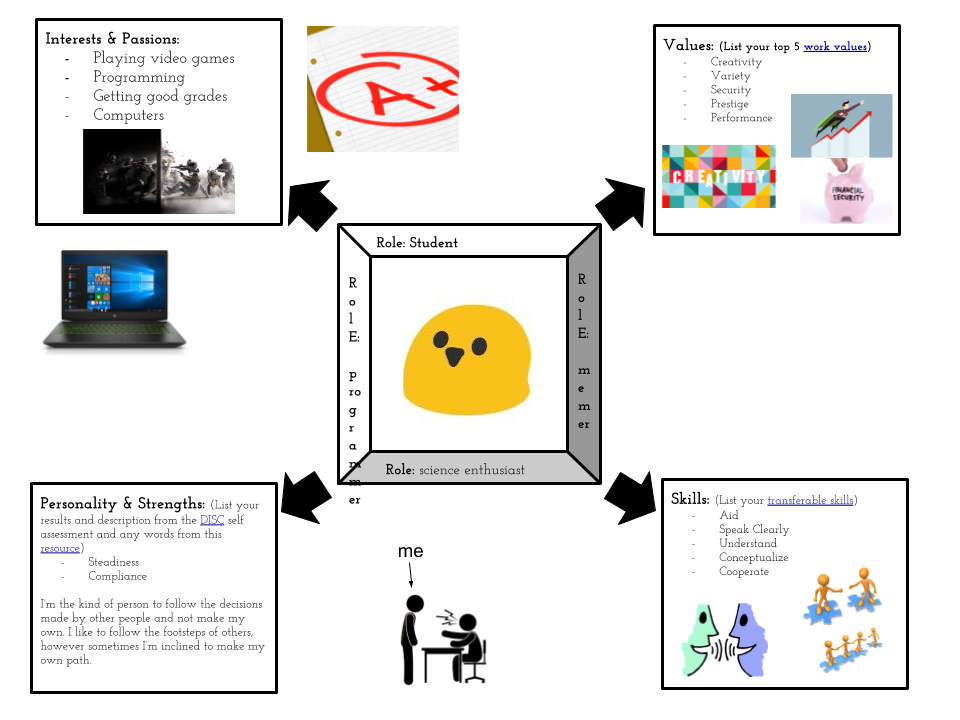 Interests & Passions:
- Playing video games
- Programming
- Getting good grades
- Computers
A+
Values: (List your top 5 work values)
- Creativity
- Variety
- Security
- Prestige
- Performance
CREATIVITY
FINANCIAL
SECURITY
Role: Student
R
o
l
E:
p
ro
g
r
a
m
m
er
R
o
l
E:
m
e
m
er
Role: science enthusiast
Personality & Strengths: (List your
results and description from the DISC self
assessment and any words from this
resource)
- Steadiness
- Compliance
I'm the kind of person to follow the decisions
made by other people and not make my
own. I like to follow the footsteps of others,
however sometimes I'm inclined to make my
own path.
me
Skills: (List your transferable skills)
- Aid
- Speak Clearly
- Understand
- Conceptualize
- Cooperate